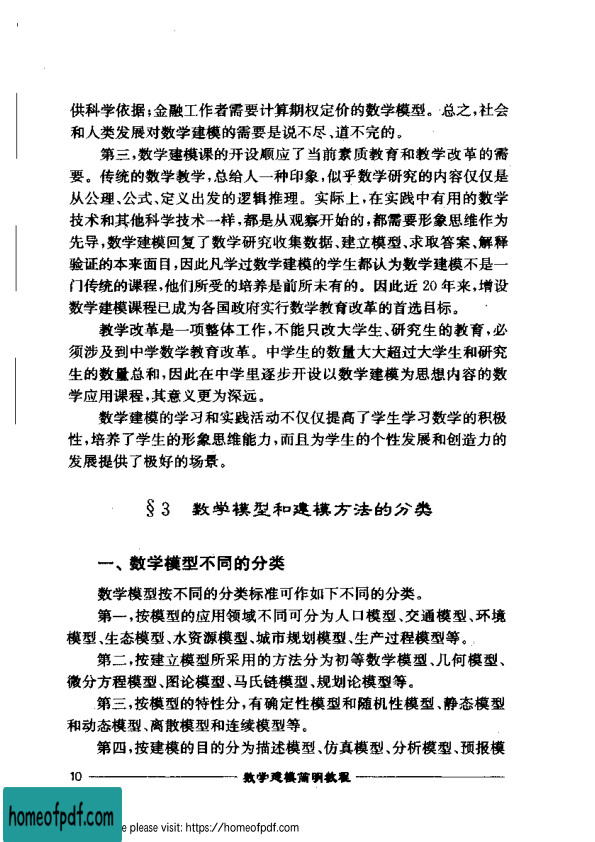 供科学依据;金融工作者需要计算期权定价的数学模型。总之,社会
和人类发展对数学建模的需要是说不尽、道不完的。
第三,数学建模课的开设顺应了当前素质教育和教学改革的需
要。传统的数学教学,总给人一种印象,似乎数学研究的内容仅仅是
从公理、公式、定义出发的逻辑推理。实际上,在实践中有用的数学
技术和其他科学技术一样,都是从观察开始的,都需要形象思维作为
先导,数学建模回复了数学研究收集数据、建立模型、求取答案、解释
验证的本来面目,因此凡学过数学建模的学生都认为数学建模不是一
门传统的课程,他们所受的培养是前所未有的。因此近 20 年来,增设
数学建模课程已成为各国政府实行数学教育改革的首选目标。
教学改革是一项整体工作,不能只改大学生、研究生的教育,必
须涉及到中学数学教育改革。中学生的数量大大超过大学生和研究
生的数量总和,因此在中学里逐步开设以数学建模为思想内容的数
学应用课程,其意义更为深远。
数学建模的学习和实践活动不仅仅提高了学生学习数学的积极
性,培养了学生的形象思维能力,而且为学生的个性发展和创造力的
发展提供了极好的场景。
§3 数学模型和建模方法的分类
一、数学模型不同的分类
数学模型按不同的分类标准可作如下不同的分类。
第一,按模型的应用领域不同可分为人口模型、交通模型、环境
模型、生态模型、水资源模型、城市规划模型、生产过程模型等。
第二,按建立模型所采用的方法分为初等数学模型、几何模型、
微分方程模型、图论模型、马氏链模型、规划论模型等。
第三,按模型的特性分,有确定性模型和随机性模型、静态模型
和动态模型、离散模型和连续模型等。
第四,按建模的目的分为描述模型、仿真模型、分析模型、预报模
10 数学建模简明教程
homeofpdf.com
e please visit: https://homeofpdf.com